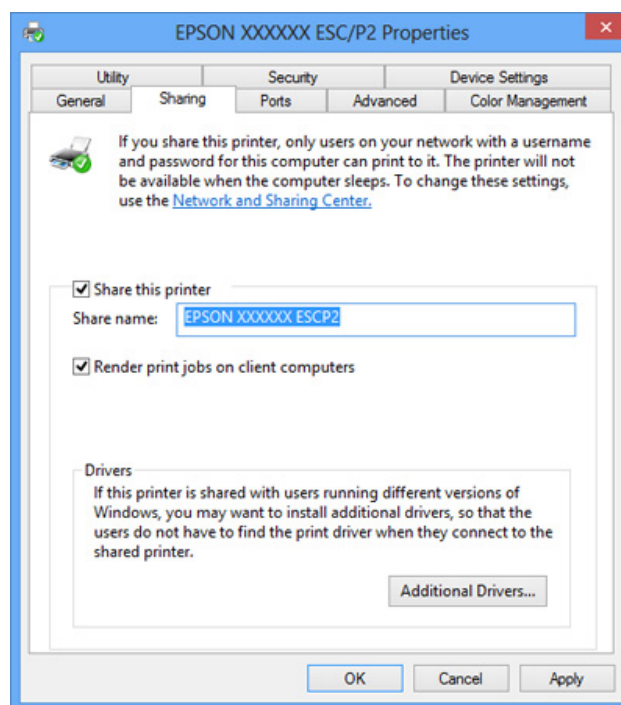 EPSON XXXXXX ESC/P2 Properties
Utility Security Device Settings
General Sharing Ports Advanced Color Management
If you share this printer, only users on your network with a username
and password for this computer can print to it. The printer will not
be available when the computer sleeps. To change these settings,
use the Network and Sharing Center.
Share this printer
Share name: EPSON XXXXXX ESCP2
Render print jobs on client computers
Drivers
If this printer is shared with users running different versions of
Windows, you may want to install additional drivers, so that the
users do not have to find the print driver when they connect to the
shared printer.
Additional Drivers...
OK Cancel Apply